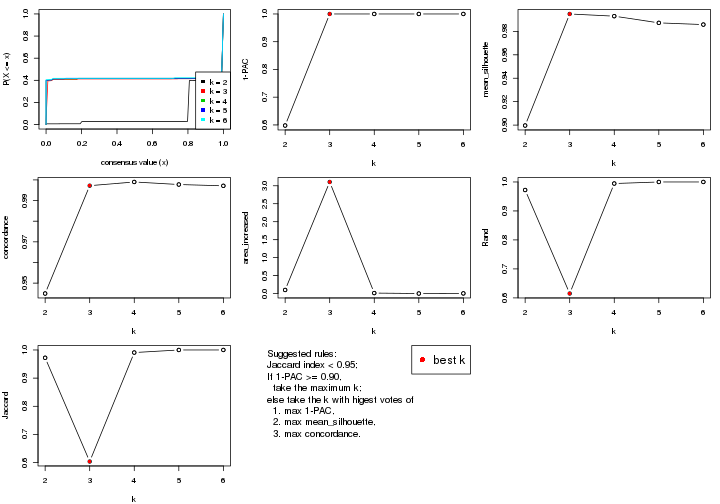 P(X <= x)
1.0
0.8
0.6
0.4
0.2
0.0
k = 2
k = 3
k = 4
k = 5
k = 6
0.0 0.2 0.4 0.6 0.8 1.0
consensus value (x)
1-PAC
1.0
0.9
0.8
0.7
0.6
2 3 4 5 6
k
mean_silhouette
0.98
0.96
0.94
0.92
0.90
2 3 4 5 6
k
concordance
0.99
0.97
0.95
2 3 4 5 6
k
area_increased
3.0
2.5
2.0
1.5
1.0
0.5
0.0
2 3 4 5 6
k
Rand
1.0
0.9
0.8
0.7
0.6
2 3 4 5 6
k
Jaccard
1.0
0.9
0.8
0.7
0.6
2 3 4 5 6
k
Suggested rules:
Jaccard index < 0.95;
If 1-PAC >= 0.90,
take the maximum k;
else take the k with higest votes of
1. max 1-PAC,
2. max mean_silhouette,
3. max concordance.
best k